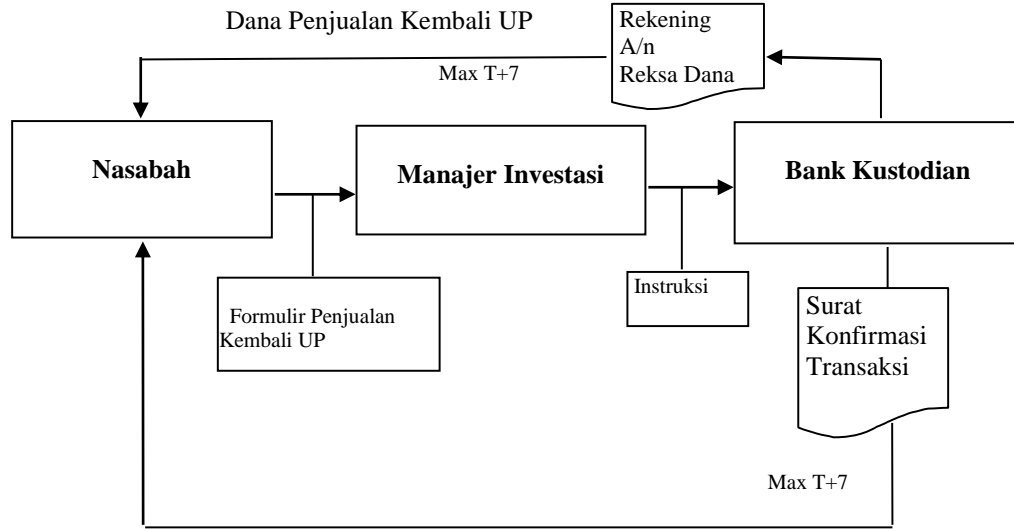 Dana Penjualan Kembali UP
Rekening
A/n
Reksa Dana
Max T+7
Nasabah
Manajer Investasi
Bank Kustodian
Formulir Penjualan
Kembali UP
Instruksi
Surat
Konfirmasi
Transaksi
Max T+7